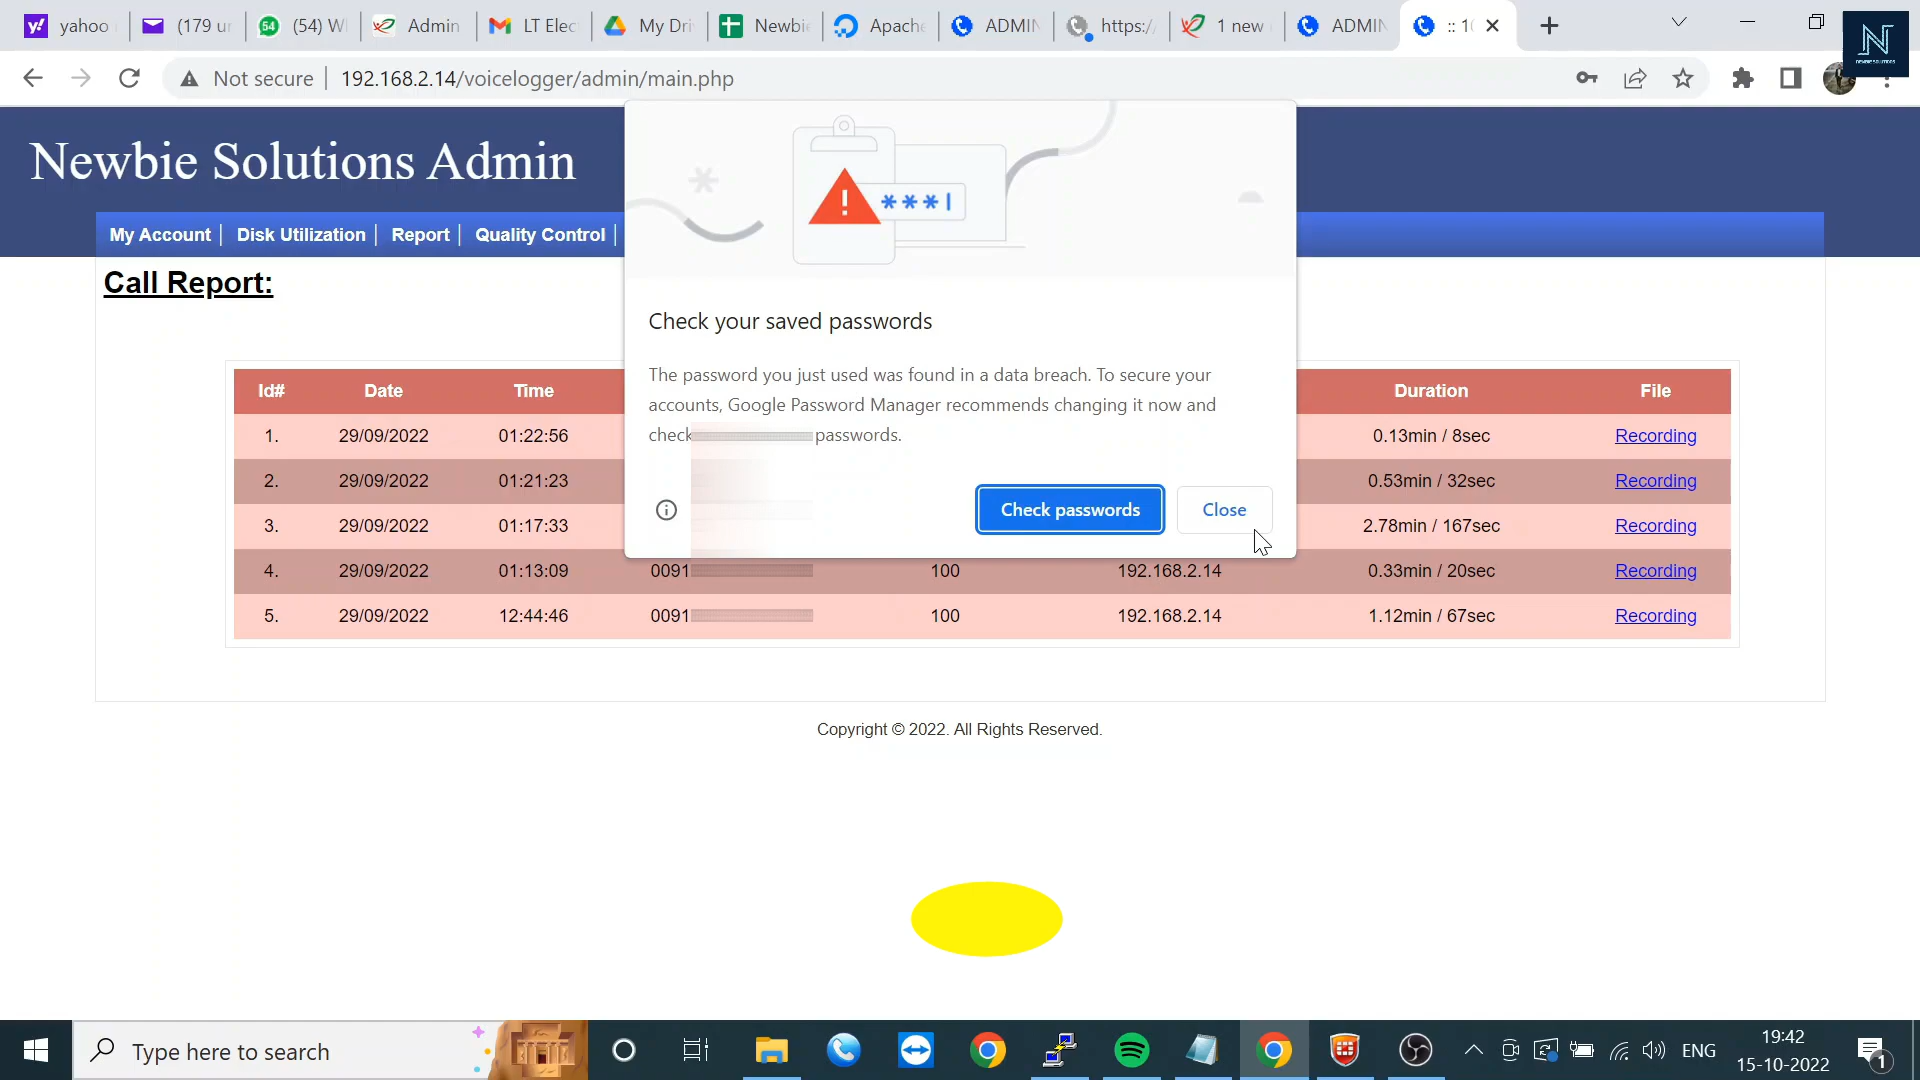 yahoo
(179 ur
54
(54) W
Admin
LT Elec
My Dri
Newbie
Apache
ADMIN
https:/
1 new
ADMIN
:: 10
Not secure
192.168.2.14/voicelogger/admin/main.php
N
NEWBIE SOLUTIONS
Newbie Solutions Admin
My Account | Disk Utilization | Report | Quality Control |
Call Report:
***|
Check your saved passwords
The password you just used was found in a data breach. To secure your
accounts, Google Password Manager recommends changing it now and
check passwords.
Check passwords
Close
Id# Date Time Duration File
1. 29/09/2022 01:22:56 0.13min / 8sec Recording
2. 29/09/2022 01:21:23 0.53min / 32sec Recording
3. 29/09/2022 01:17:33 2.78min / 167sec Recording
4. 29/09/2022 01:13:09 0091 100 192.168.2.14 0.33min / 20sec Recording
5. 29/09/2022 12:44:46 0091 100 192.168.2.14 1.12min / 67sec Recording
Copyright © 2022. All Rights Reserved.
Type here to search
ENG
19:42
15-10-2022
1